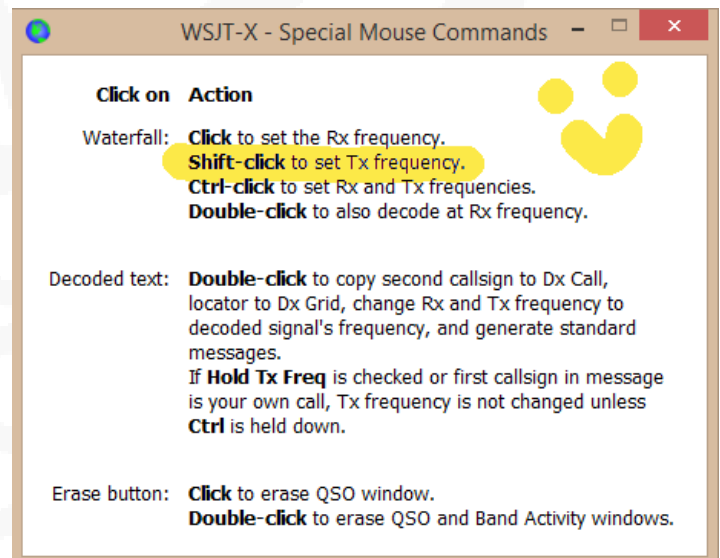 WSJT-X - Special Mouse Commands
Click on Action
Waterfall: Click to set the Rx frequency.
Shift-click to set Tx frequency.
Ctrl-click to set Rx and Tx frequencies.
Double-click to also decode at Rx frequency.
Decoded text: Double-click to copy second callsign to Dx Call,
locator to Dx Grid, change Rx and Tx frequency to
decoded signal's frequency, and generate standard
messages.
If Hold Tx Freq is checked or first callsign in message
is your own call, Tx frequency is not changed unless
Ctrl is held down.
Erase button: Click to erase QSO window.
Double-click to erase QSO and Band Activity windows.